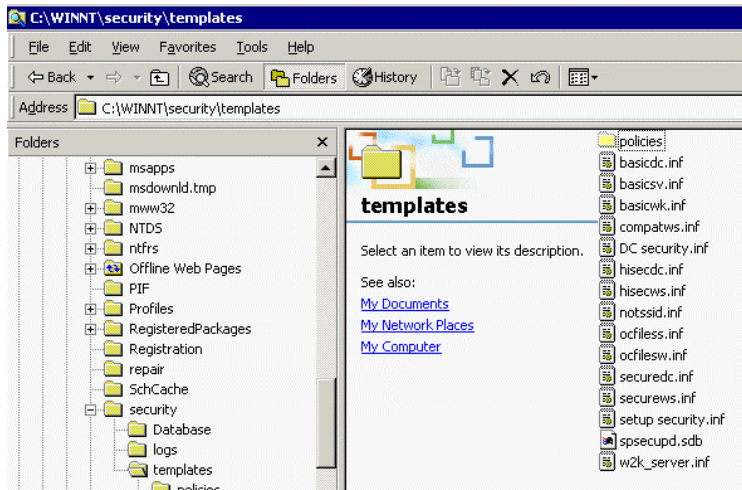 C:\WINNT\security\templates
File Edit View Favorites Tools Help
Back Search Folders History
Address C:\WINNT\security\templates
Folders
msapps
msdownld.tmp
mww32
NTDS
ntfrs
Offline Web Pages
PIF
Profiles
RegisteredPackages
Registration
repair
SchCache
security
Database
logs
templates
policies
templates
Select an item to view its description.
See also:
My Documents
My Network Places
My Computer
policies
basicdc.inf
basicsv.inf
basicwk.inf
compatws.inf
DC security.inf
hisecdc.inf
hisecws.inf
notssid.inf
ocfiless.inf
ocfilesw.inf
securedc.inf
securews.inf
setup security.inf
spsecupd.sdb
w2k_server.inf